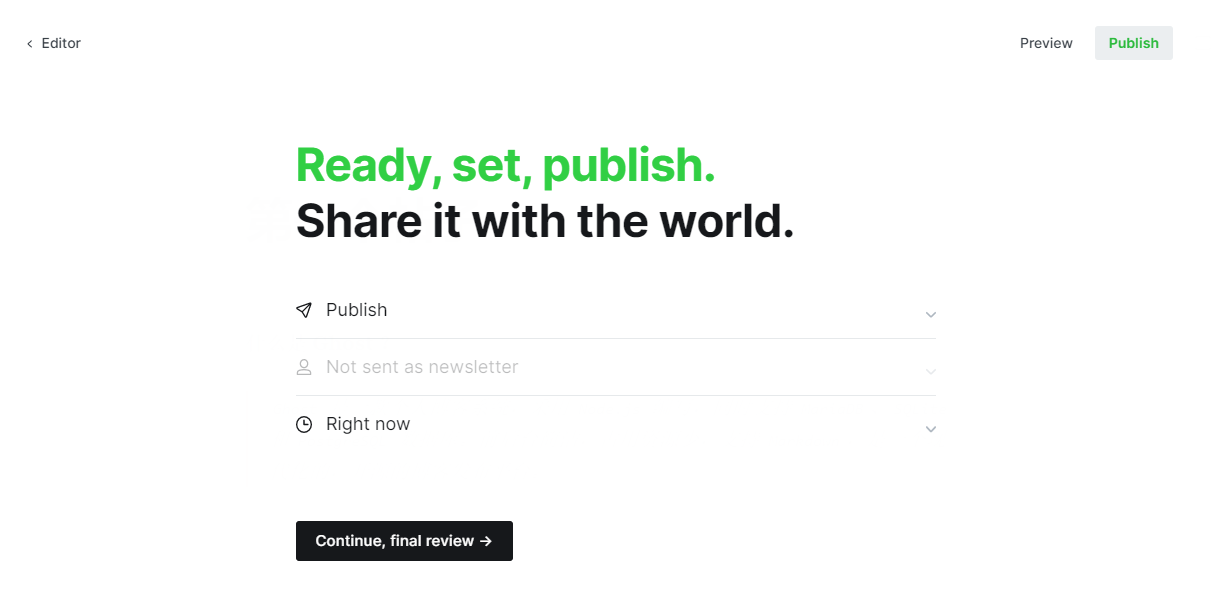 Editor
Preview
Publish
Ready, set, publish.
Share it with the world.
Publish
Not sent as newsletter
Right now
Continue, final review →